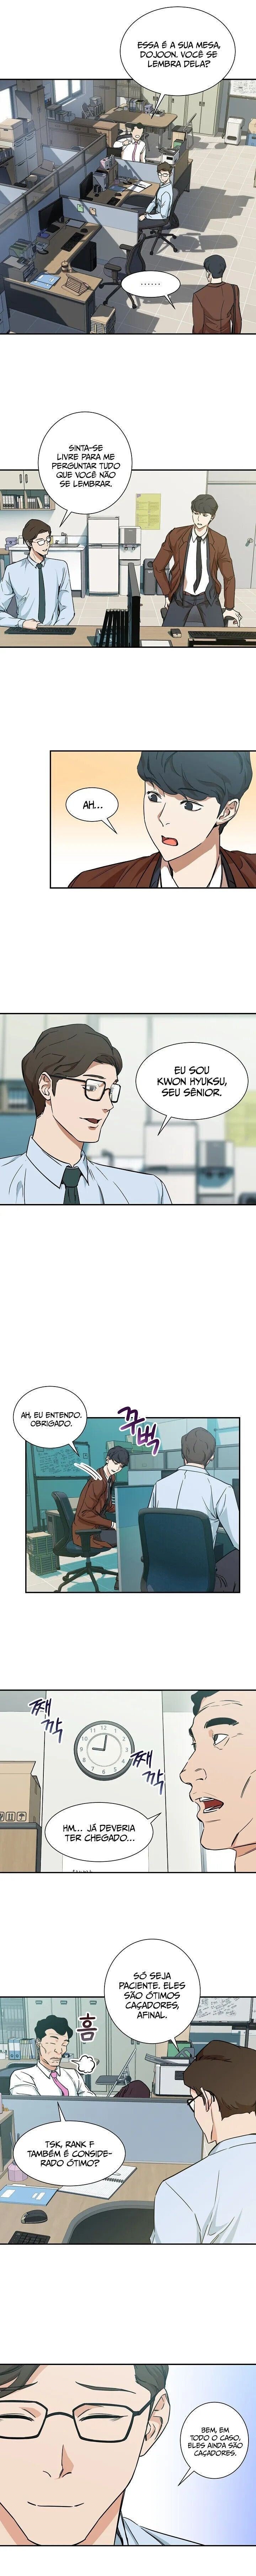 ESSA É A SUA MESA,
DOJOON. VOCÊ SE
LEMBRA DELA?
......
SINTA-SE
LIVRE PARA ME
PERGUNTAR TUDO
QUE VOCÊ NÃO
SE LEMBRAR.
AH...
EU SOU
KWON HYUKSU,
SEU SÊNIOR.
AH, EU ENTENDO.
OBRIGADO.
꾸벅
째깍
째깍
HM... JÁ DEVERIA
TER CHEGADO...
SÓ SEJA
PACIENTE. ELES
SÃO ÓTIMOS
CAÇADORES,
AFINAL.
흠
TSK, RANK F
TAMBÉM É CONSIDE-
RADO ÓTIMO?
BEM, EM
TODO O CASO,
ELES AINDA SÃO
CAÇADORES.